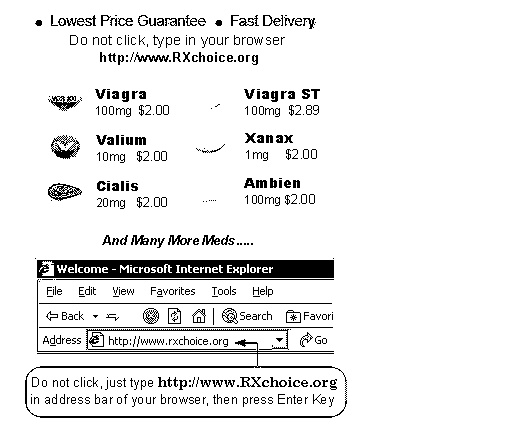 • Lowest Price Guarantee • Fast Delivery
Do not click, type in your browser
http://www.RXchoice.org
Viagra Viagra ST
100mg $2.00 100mg $2.89
Valium Xanax
10mg $2.00 1mg $2.00
Cialis Ambien
20mg $2.00 100mg $2.00
And Many More Meds.....
Welcome - Microsoft Internet Explorer
File Edit View Favorites Tools Help
Back Search Favori
Address http://www.rxchoice.org Go
Do not click, just type http://www.RXchoice.org
in address bar of your browser, then press Enter Key